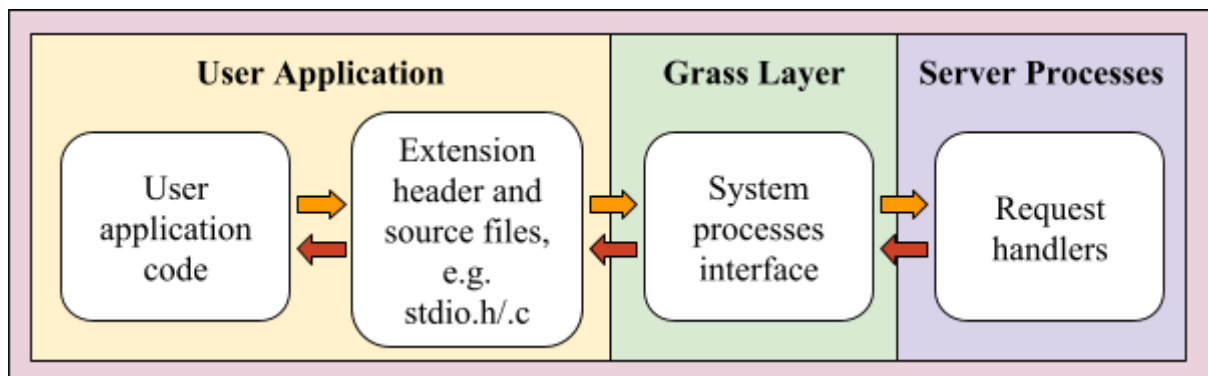 User Application
Grass Layer
Server Processes
User
application
code
Extension
header and
source files,
e.g.
stdio.h/.c
System
processes
interface
Request
handlers